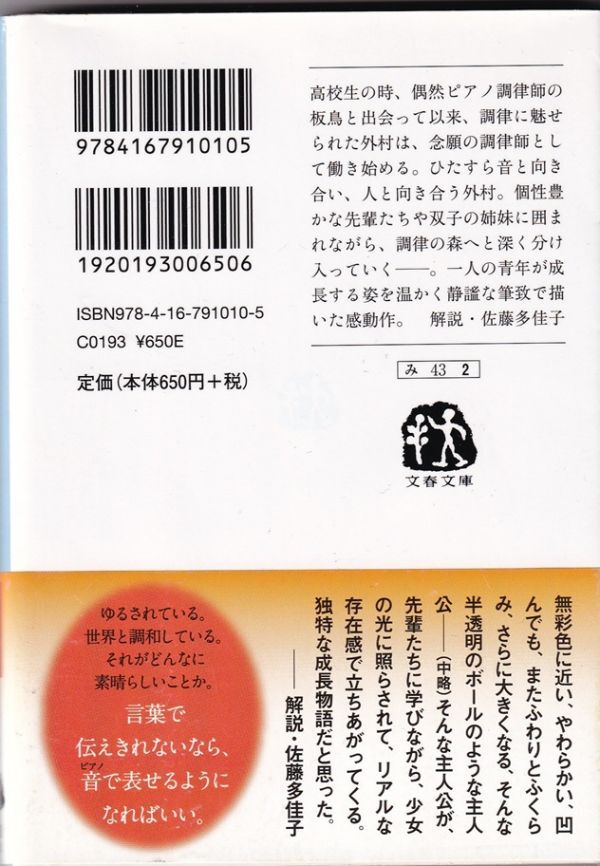 9784167910105
1920193006506
ISBN978-4-16-791010-5
C0193 ¥650E
定価(本体650円+税)
高校生の時、偶然ピアノ調律師の
板鳥と出会って以来、調律に魅せ
られた外村は、念願の調律師とし
て働き始める。ひたすら音と向き
合い、人と向き合う外村。個性豊
かな先輩たちや双子の姉妹に囲ま
れながら、調律の森へと深く分け
入っていく――。一人の青年が成
長する姿を温かく静謐な筆致で描
いた感動作。 解説・佐藤多佳子
み 43 2
文春文庫
無彩色に近い、やわらかい、凹
んでも、またふわりとふくら
み、さらに大きくなる、そんな
半透明のボールのような主人
公――(中略)そんな主人公が、
先輩たちに学びながら、少女
の光に照らされて、リアルな
存在感で立ちあがってくる。
独特な成長物語だと思った。
――解説・佐藤多佳子
ゆるされている。
世界と調和している。
それがどんなに
素晴らしいことか。
言葉で
伝えきれないなら、
ピアノ
音で表せるように
なればいい。